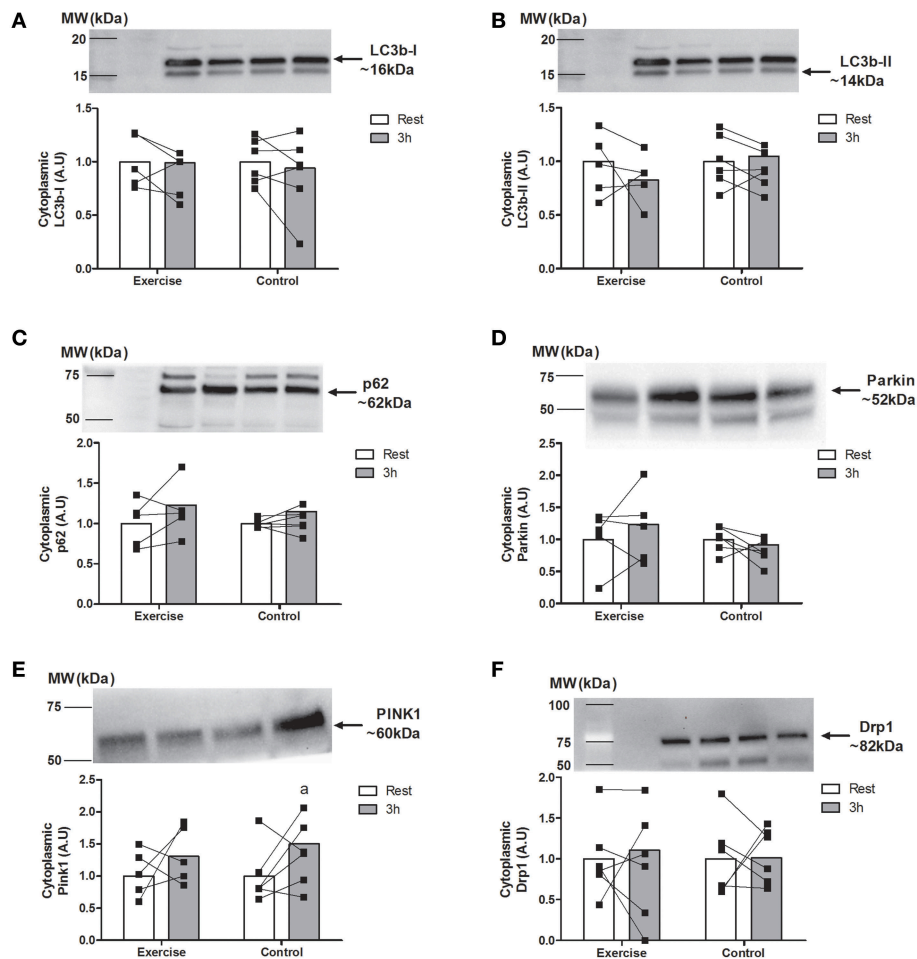 A
MW (kDa)
20
15
LC3b-I
~16kDa
1.5
1.0
0.5
0.0
Cytoplasmic
LC3b-I (A.U)
Rest
3h
Exercise
Control
B
MW (kDa)
20
15
LC3b-II
~14kDa
1.5
1.0
0.5
0.0
Cytoplasmic
LC3b-II (A.U)
Rest
3h
Exercise
Control
C
MW (kDa)
75
50
p62
~62kDa
2.0
1.5
1.0
0.5
0.0
Cytoplasmic
p62 (A.U)
Rest
3h
Exercise
Control
D
MW (kDa)
75
50
Parkin
~52kDa
2.5
2.0
1.5
1.0
0.5
0.0
Cytoplasmic
Parkin (A.U)
Rest
3h
Exercise
Control
E
MW (kDa)
75
50
PINK1
~60kDa
2.5
2.0
1.5
1.0
0.5
0.0
Cytoplasmic
Pink1 (A.U)
a
Rest
3h
Exercise
Control
F
MW (kDa)
100
75
50
Drp1
~82kDa
2.0
1.5
1.0
0.5
0.0
Cytoplasmic
Drp1 (A.U)
Rest
3h
Exercise
Control